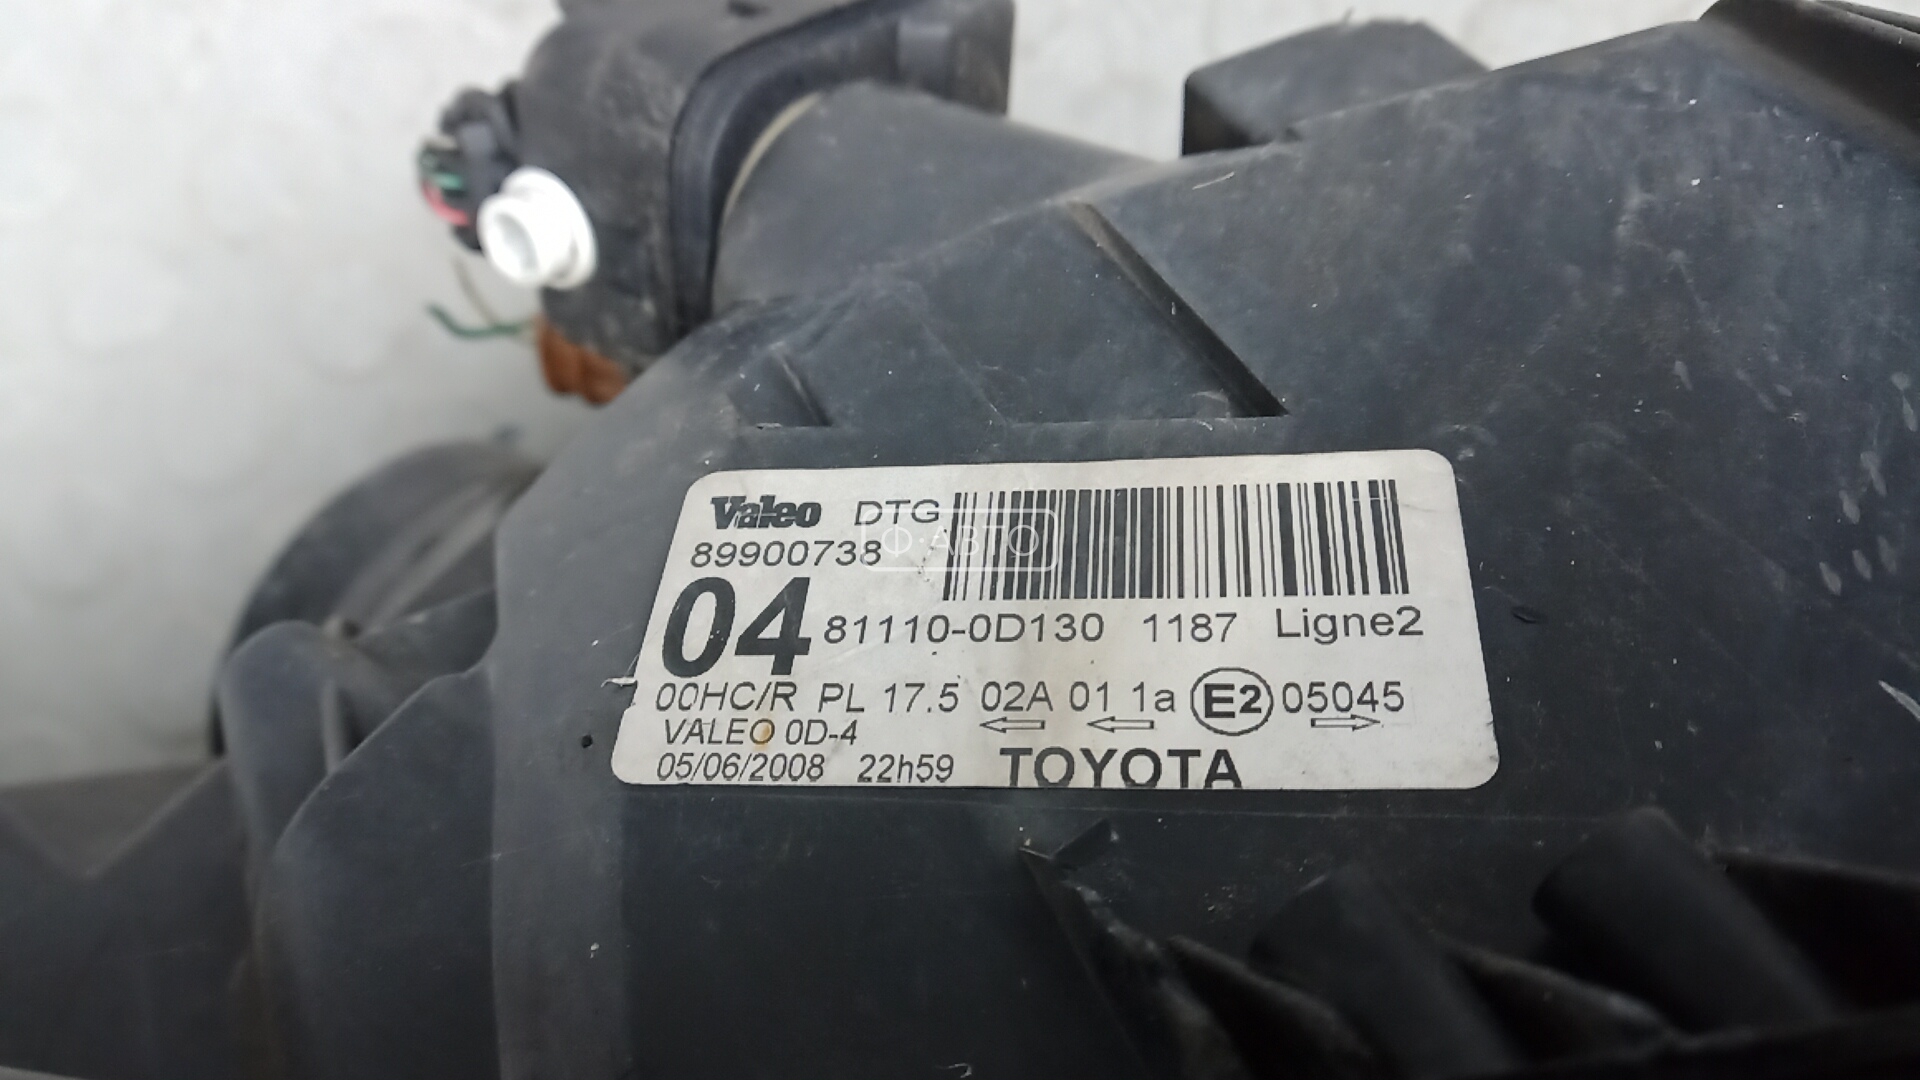 Valeo DTG
89900738
Ф·АВТО
04 81110-0D130 1187 Ligne2
00HC/R PL 17.5 02A 01 1a E2 05045
VALEO 0D-4
05/06/2008 22h59 TOYOTA